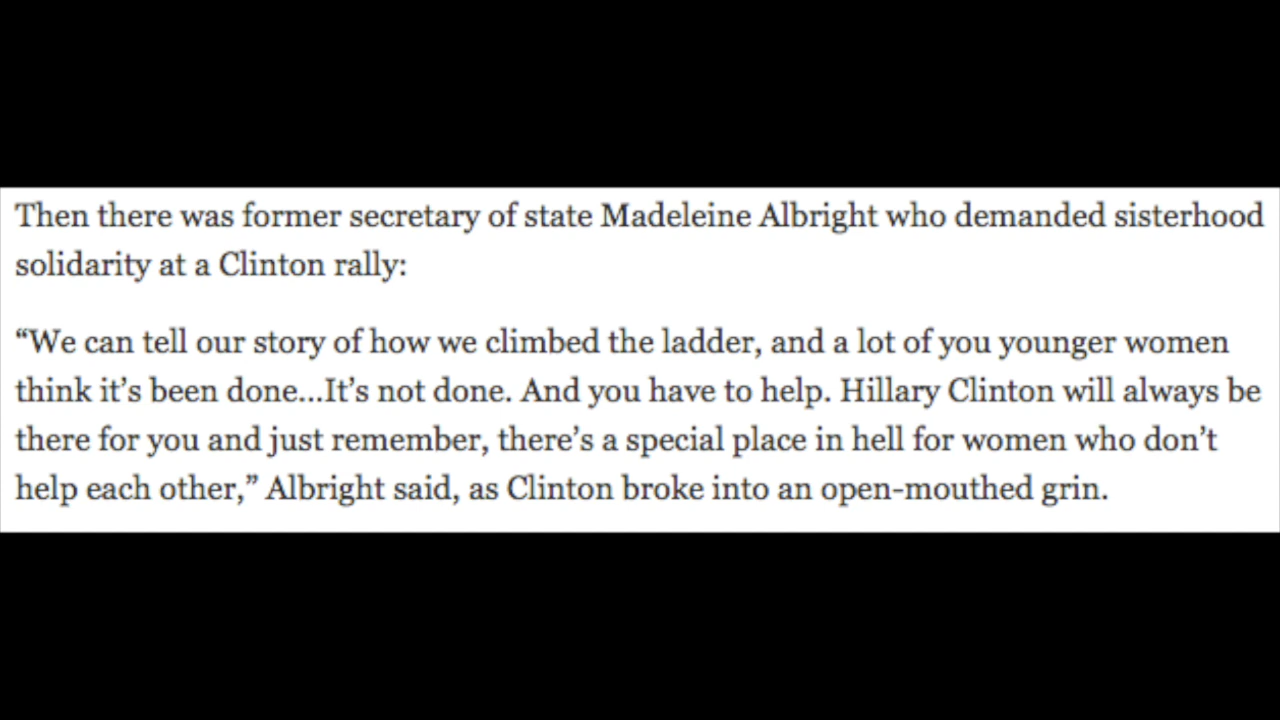 Then there was former secretary of state Madeleine Albright who demanded sisterhood
solidarity at a Clinton rally:
“We can tell our story of how we climbed the ladder, and a lot of you younger women
think it’s been done...It’s not done. And you have to help. Hillary Clinton will always be
there for you and just remember, there’s a special place in hell for women who don’t
help each other,” Albright said, as Clinton broke into an open-mouthed grin.